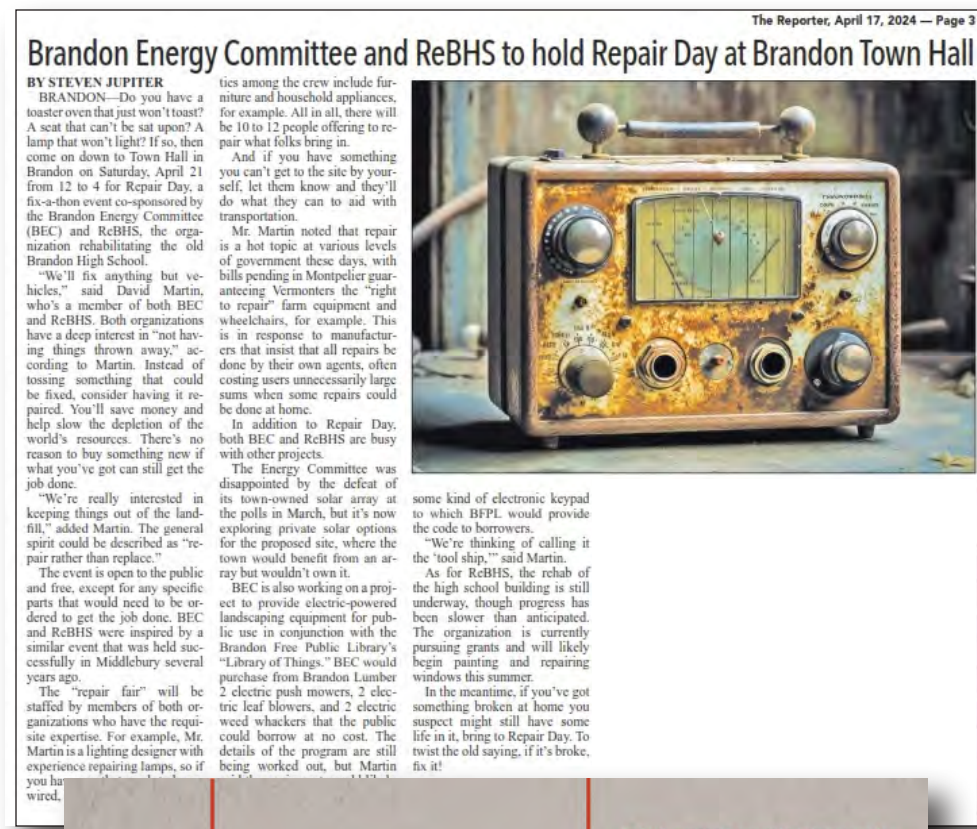 The Reporter, April 17, 2024 — Page 3
Brandon Energy Committee and ReBHS to hold Repair Day at Brandon Town Hall
BY STEVEN JUPITER
BRANDON—Do you have a
toaster oven that just won't toast?
A seat that can't be sat upon? A
lamp that won't light? If so, then
come on down to Town Hall in
Brandon on Saturday, April 21
from 12 to 4 for Repair Day, a
fix-a-thon event co-sponsored by
the Brandon Energy Committee
(BEC) and ReBHS, the orga-
nization rehabilitating the old
Brandon High School.
"We'll fix anything but ve-
hicles," said David Martin,
who's a member of both BEC
and ReBHS. Both organizations
have a deep interest in "not hav-
ing things thrown away," ac-
cording to Martin. Instead of
tossing something that could
be fixed, consider having it re-
paired. You'll save money and
help slow the depletion of the
world's resources. There's no
reason to buy something new if
what you've got can still get the
job done.
"We're really interested in
keeping things out of the land-
fill," added Martin. The general
spirit could be described as "re-
pair rather than replace."
The event is open to the public
and free, except for any specific
parts that would need to be or-
dered to get the job done. BEC
and ReBHS were inspired by a
similar event that was held suc-
cessfully in Middlebury several
years ago.
The "repair fair" will be
staffed by members of both or-
ganizations who have the requi-
site expertise. For example, Mr.
Martin is a lighting designer with
experience repairing lamps, so if
you
wired,
ties among the crew include fur-
niture and household appliances,
for example. All in all, there will
be 10 to 12 people offering to re-
pair what folks bring in.
And if you have something
you can't get to the site by your-
self, let them know and they'll
do what they can to aid with
transportation.
Mr. Martin noted that repair
is a hot topic at various levels
of government these days, with
bills pending in Montpelier guar-
anteeing Vermonters the "right
to repair" farm equipment and
wheelchairs, for example. This
is in response to manufactur-
ers that insist that all repairs be
done by their own agents, often
costing users unnecessarily large
sums when some repairs could
be done at home.
In addition to Repair Day,
both BEC and ReBHS are busy
with other projects.
The Energy Committee was
disappointed by the defeat of
its town-owned solar array at
the polls in March, but it's now
exploring private solar options
for the proposed site, where the
town would benefit from an ar-
ray but wouldn't own it.
BEC is also working on a proj-
ect to provide electric-powered
landscaping equipment for pub-
lic use in conjunction with the
Brandon Free Public Library's
"Library of Things." BEC would
purchase from Brandon Lumber
2 electric push mowers, 2 elec-
tric leaf blowers, and 2 electric
weed whackers that the public
could borrow at no cost. The
details of the program are still
being worked out, but Martin
some kind of electronic keypad
to which BFPL would provide
the code to borrowers.
"We're thinking of calling it
the 'tool ship,'" said Martin.
As for ReBHS, the rehab of
the high school building is still
underway, though progress has
been slower than anticipated.
The organization is currently
pursuing grants and will likely
begin painting and repairing
windows this summer.
In the meantime, if you've got
something broken at home you
suspect might still have some
life in it, bring to Repair Day. To
twist the old saying, if it's broke,
fix it!